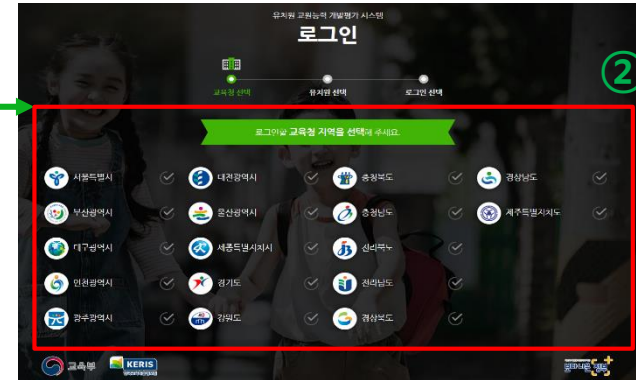 유치원 교원능력 개발평가 시스템
로그인
②
교육청 선택
유치원 선택
로그인 선택
로그인할 교육청 지역을 선택해 주세요.
서울특별시
대전광역시
충청북도
경상남도
부산광역시
울산광역시
충청남도
제주특별자치도
대구광역시
세종특별자치시
전라북도
인천광역시
경기도
전라남도
광주광역시
강원도
경상북도
교육부
KERIS